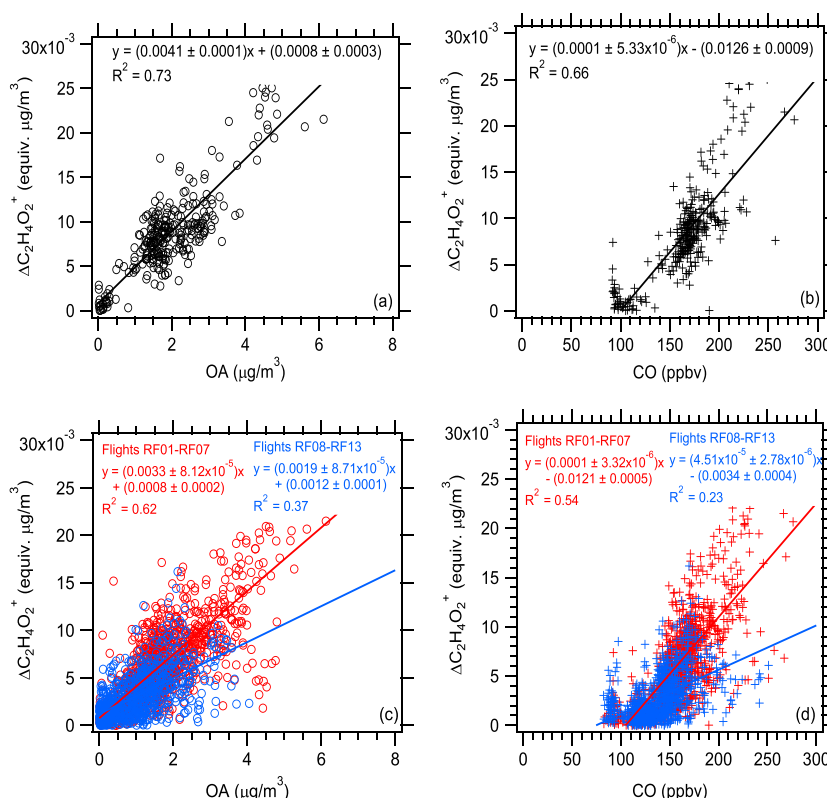 30x10⁻³
25
20
15
10
5
0
ΔC₂H₄O₂⁺ (equiv. μg/m³)
y = (0.0041 ± 0.0001)x + (0.0008 ± 0.0003)
R² = 0.73
(a)
0 2 4 6 8
OA (μg/m³)
30x10⁻³
25
20
15
10
5
0
ΔC₂H₄O₂⁺ (equiv. μg/m³)
y = (0.0001 ± 5.33x10⁻⁶)x - (0.0126 ± 0.0009)
R² = 0.66
(b)
0 50 100 150 200 250 300
CO (ppbv)
30x10⁻³
25
20
15
10
5
0
ΔC₂H₄O₂⁺ (equiv. μg/m³)
Flights RF01-RF07
y = (0.0033 ± 8.12x10⁻⁵)x
+ (0.0008 ± 0.0002)
R² = 0.62
Flights RF08-RF13
y = (0.0019 ± 8.71x10⁻⁵)x
+ (0.0012 ± 0.0001)
R² = 0.37
(c)
0 2 4 6 8
OA (μg/m³)
30x10⁻³
25
20
15
10
5
0
ΔC₂H₄O₂⁺ (equiv. μg/m³)
Flights RF01-RF07
y = (0.0001 ± 3.32x10⁻⁶)x
- (0.0121 ± 0.0005)
R² = 0.54
Flights RF08-RF13
y = (4.51x10⁻⁵ ± 2.78x10⁻⁶)x
- (0.0034 ± 0.0004)
R² = 0.23
(d)
0 50 100 150 200 250 300
CO (ppbv)